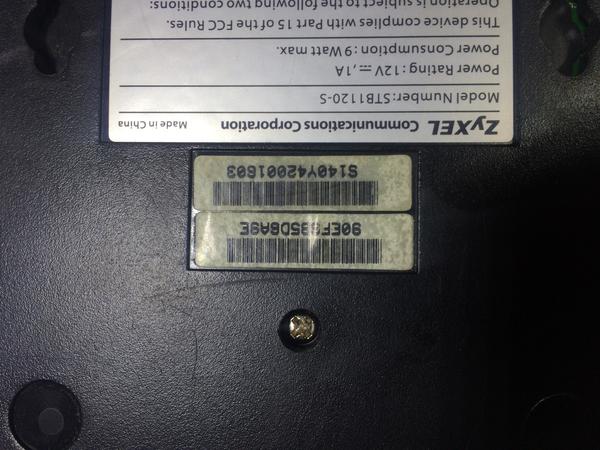 90EF685D6A9E
S140Y42001603
ZyXEL Communications Corporation Made in China
Model Number: STB1120-S
Power Rating : 12V ⎓, 1A
Power Consumption : 9 Watt max.
This device complies with Part 15 of the FCC Rules.
Operation is subject to the following two conditions: